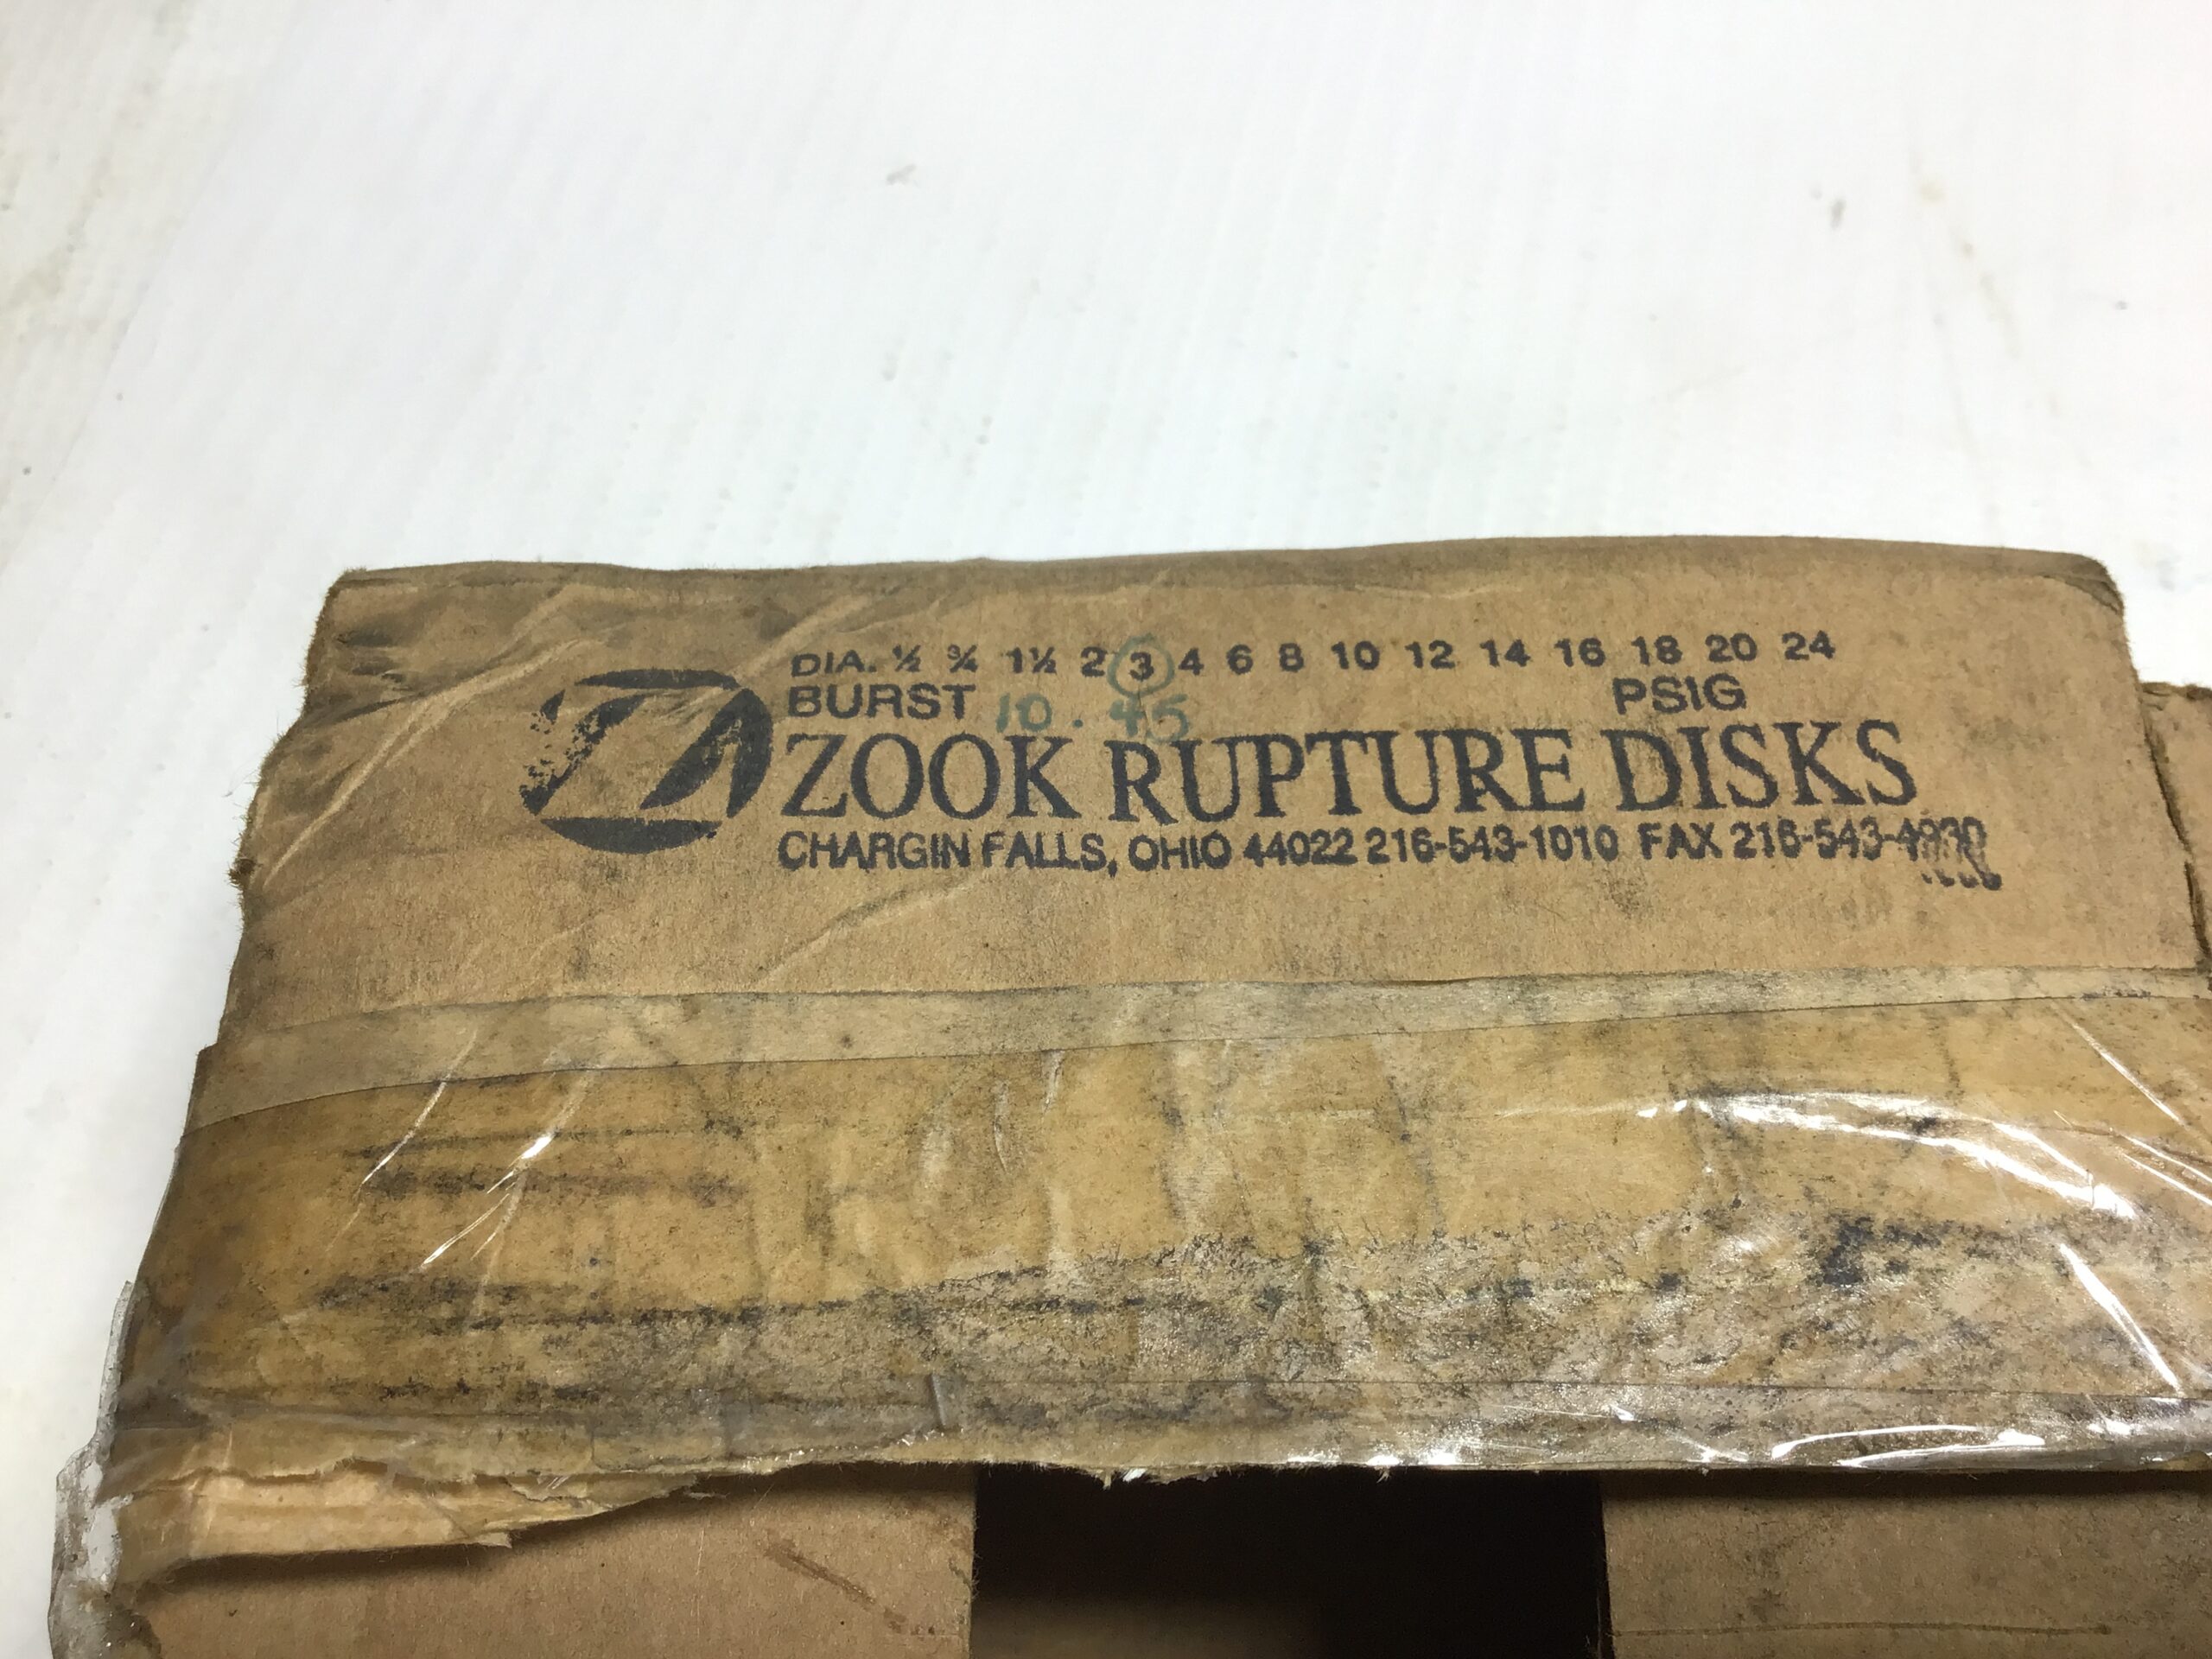 DIA. ½ ¾ 1½ 2 3 4 6 8 10 12 14 16 18 20 24
BURST 10.45 PSIG
ZOOK RUPTURE DISKS
CHARGIN FALLS, OHIO 44022 216-543-1010 FAX 216-543-4930